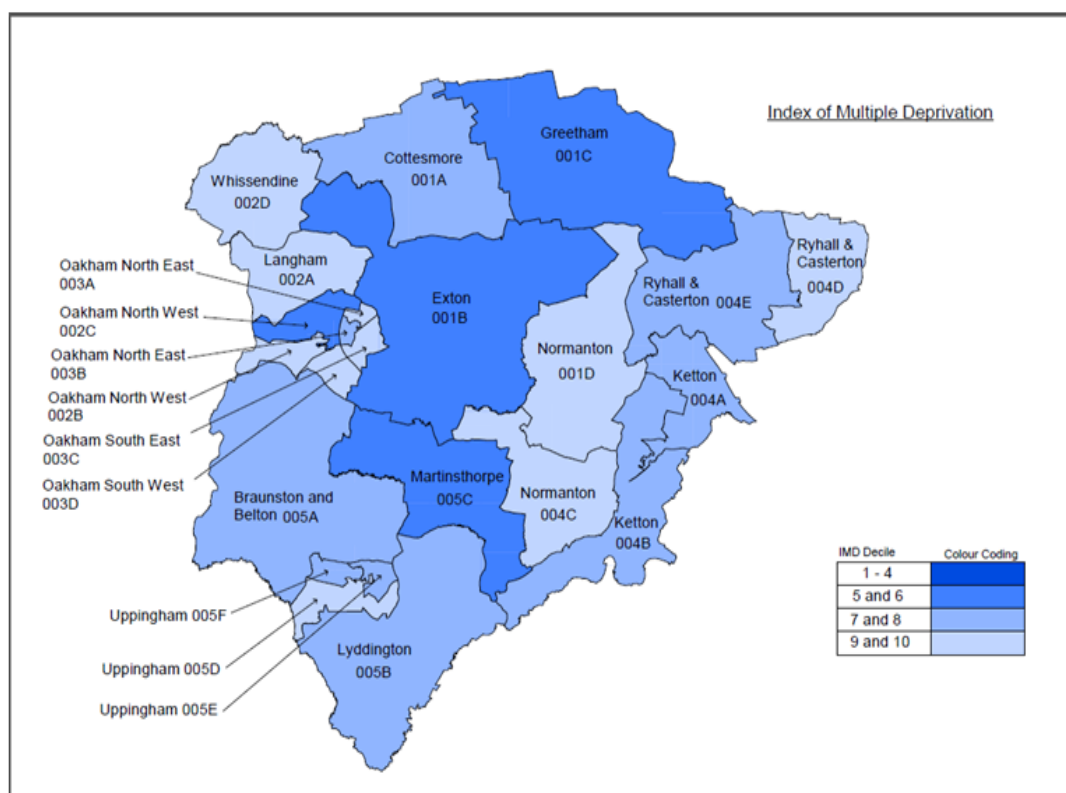 Index of Multiple Deprivation
Greetham
001C
Cottesmore
001A
Whissendine
002D
Ryhall &
Casterton
004D
Langham
002A
Oakham North East
003A
Ryhall &
Casterton 004E
Exton
001B
Oakham North West
002C
Oakham North East
003B
Normanton
001D
Ketton
004A
Oakham North West
002B
Oakham South East
003C
Oakham South West
003D
Martinsthorpe
005C
Braunston and
Belton 005A
Normanton
004C
Ketton
004B
IMD Decile Colour Coding
1 - 4
5 and 6
7 and 8
9 and 10
Uppingham 005F
Lyddington
005B
Uppingham 005D
Uppingham 005E